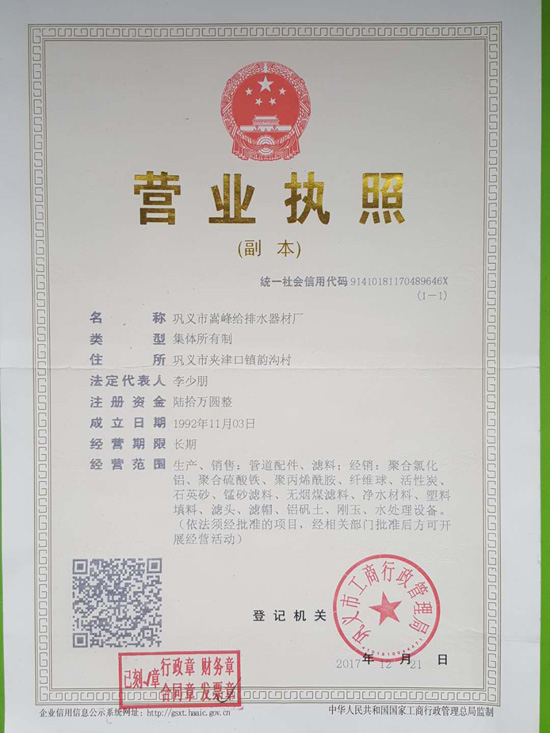 营业执照
(副 本)
统一社会信用代码 91410181170489646X
(1-1)
名 称 巩义市嵩峰给排水器材厂
类 型 集体所有制
住 所 巩义市夹津口镇韵沟村
法定代表人 李少朋
注册资金 陆拾万圆整
成立日期 1992年11月03日
经营期限 长期
经营范围 生产、销售：管道配件、滤料；经销：聚合氯化
铝、聚合硫酸铁、聚丙烯酰胺、纤维球、活性炭、
石英砂、锰砂滤料、无烟煤滤料、净水材料、塑料
填料、滤头、滤帽、铝矾土、刚玉、水处理设备。
（依法须经批准的项目，经相关部门批准后方可开
展经营活动）
登记机关
巩义市工商行政管理局
2017 年 12 月 21 日
已刻 章 行政章 财务章
合同章 发票章
企业信用信息公示系统网址：http://gsxt.haaic.gov.cn
中华人民共和国国家工商行政管理总局监制